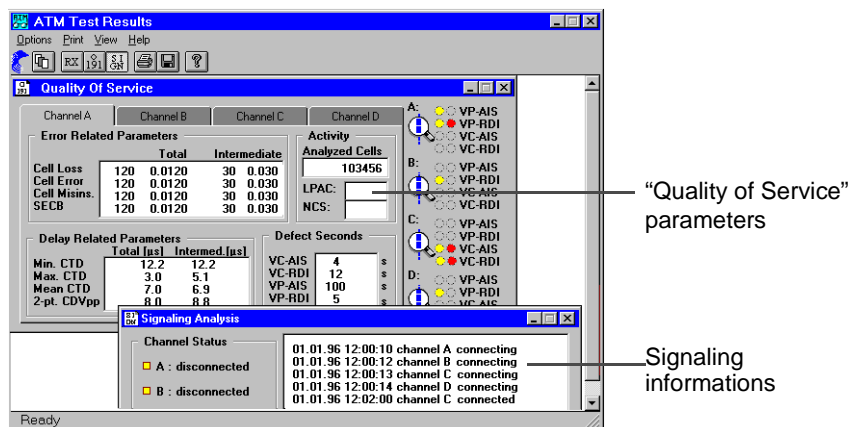 ATM Test Results
Options Print View Help
RX O 191 SI GN ?
O 191 Quality Of Service
Channel A Channel B Channel C Channel D
Error Related Parameters
Total Intermediate
Cell Loss 120 0.0120 30 0.030
Cell Error 120 0.0120 30 0.030
Cell Misins. 120 0.0120 30 0.030
SECB 120 0.0120 30 0.030
Activity
Analyzed Cells
103456
LPAC:
NCS:
Delay Related Parameters
Total [µs] Intermed.[µs]
Min. CTD 12.2 12.2
Max. CTD 3.0 5.1
Mean CTD 7.0 6.9
2-pt. CDVpp 8.0 8.8
Defect Seconds
VC-AIS 4 s
VC-RDI 12 s
VP-AIS 100 s
VP-RDI 5 s
A:
VP-AIS
VP-RDI
VC-AIS
VC-RDI
B:
VP-AIS
VP-RDI
VC-AIS
VC-RDI
C:
VP-AIS
VP-RDI
VC-AIS
VC-RDI
D:
VP-AIS
VP-RDI
VC-AIS
SI GN Signaling Analysis
Channel Status
A : disconnected
B : disconnected
01.01.96 12:00:10 channel A connecting
01.01.96 12:00:12 channel B connecting
01.01.96 12:00:13 channel C connecting
01.01.96 12:00:14 channel D connecting
01.01.96 12:02:00 channel C connected
Ready
“Quality of Service”
parameters
Signaling
informations